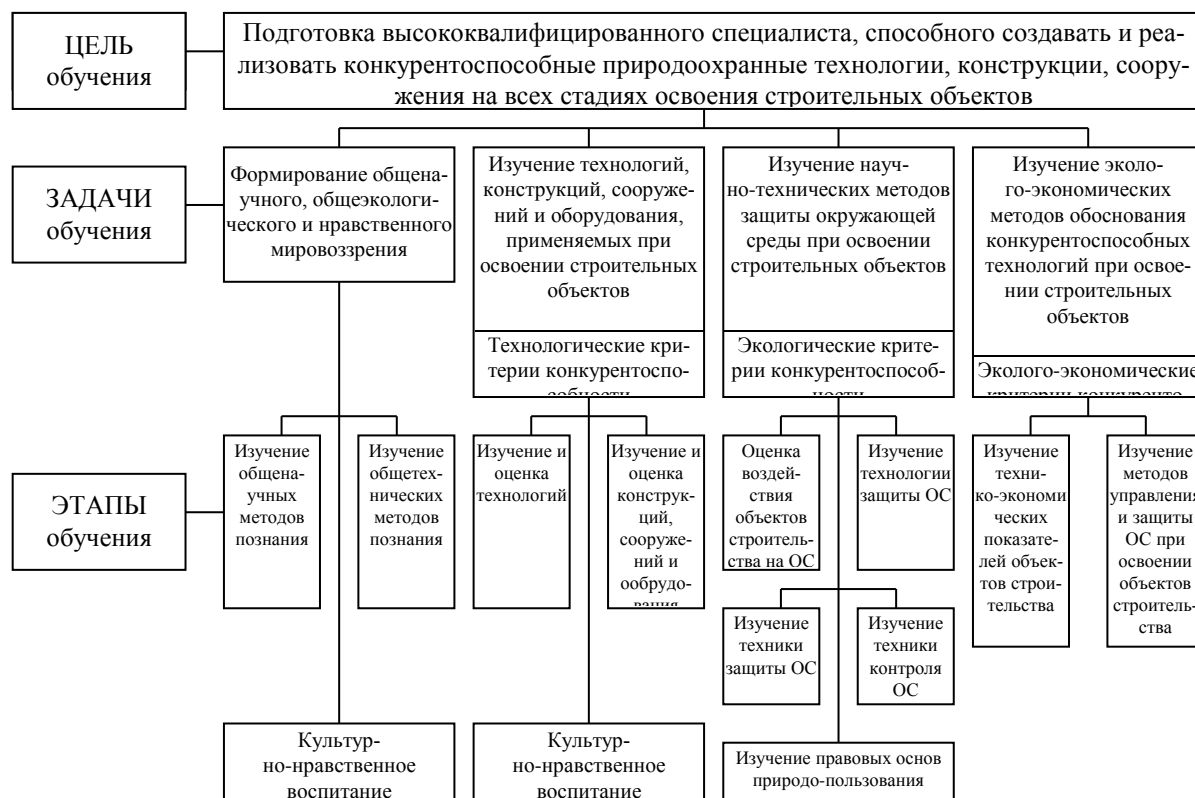 ЦЕЛЬ
обучения
Подготовка высококвалифицированного специалиста, способного создавать и реа-
лизовать конкурентоспособные природоохранные технологии, конструкции, соору-
жения на всех стадиях освоения строительных объектов
ЗАДАЧИ
обучения
Формирование общена-
учного, общеэкологи-
ческого и нравственного
мировоззрения
Изучение технологий,
конструкций, сооруже-
ний и оборудования,
применяемых при
освоении строительных
объектов
Технологические кри-
терии конкурентоспо-
собности
Изучение науч-
но-технических методов
защиты окружающей
среды при освоении
строительных объектов
Экологические крите-
рии конкурентоспособ-
ности
Изучение эколо-
го-экономических
методов обоснования
конкурентоспособных
технологий при освое-
нии строительных
объектов
Эколого-экономические
критерии конкуренто-
ЭТАПЫ
обучения
Изучение
общена-
учных
методов
познания
Изучение
общетех-
нических
методов
познания
Изучение и
оценка
технологий
Изучение и
оценка
конструк-
ций,
сооруже-
ний и
ообрудо-
вания
Оценка
воздей-
ствия
объектов
строитель-
ства на ОС
Изучение
технологии
защиты ОС
Изучение
техни-
ко-экономи
ческих
показате-
лей объек-
тов строи-
тельства
Изучение
методов
управления
и защиты
ОС при
освоении
объектов
строитель-
ства
Изучение
техники
защиты ОС
Изучение
техники
контроля
ОС
Культур-
но-нравственное
воспитание
Культур-
но-нравственное
воспитание
Изучение правовых основ
природо-пользования